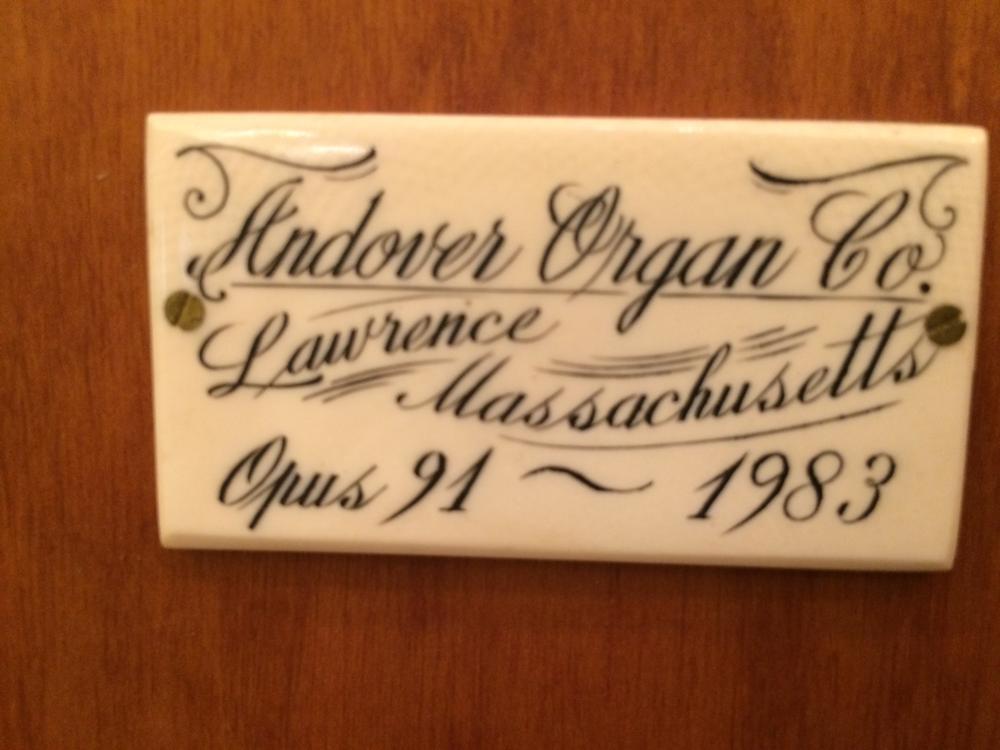 Andover Organ Co.
Lawrence
Massachusetts
Opus 91 ~ 1983